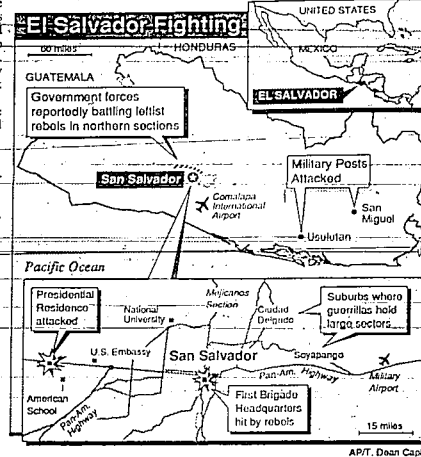 El Salvador Fighting
60 miles
HONDURAS
UNITED STATES
MEXICO
EL SALVADOR
GUATEMALA
Government forces
reportedly battling leftist
rebels in northern sections
San Salvador
Comalapa
International
Airport
Military Posts
Attacked
San
Miguel
Usulutan
Pacific Ocean
Presidential
Residence
attacked
National
University
Mejicanos
Section
Ciudad
Delgado
Suburbs where
guerillas hold
large sectors
U.S. Embassy
San Salvador
Soyapango
Pan-Am. Highway
Military
Airport
American
School
Pan-Am.
Highway
First Brigade
Headquarters
hit by rebels
15 miles
AP/T. Dean